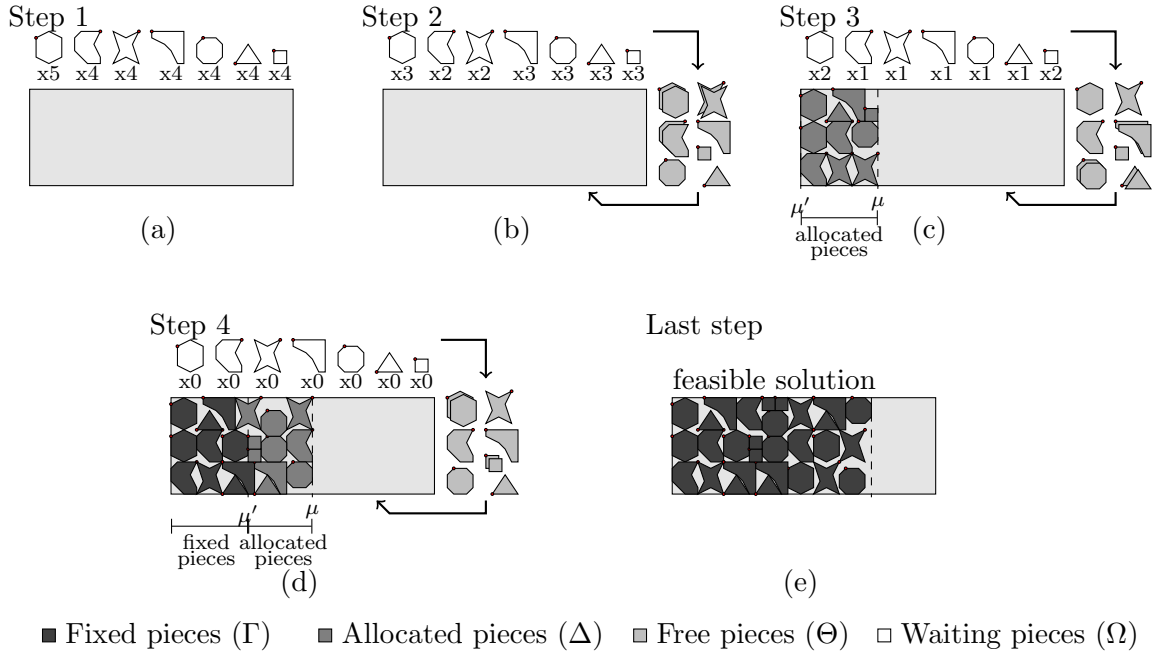 Step 1
x5 x4 x4 x4 x4 x4 x4
(a)
Step 2
x3 x2 x2 x3 x3 x3 x3
(b)
Step 3
x2 x1 x1 x1 x1 x1 x2
μ′ μ
allocated
pieces
(c)
Step 4
x0 x0 x0 x0 x0 x0 x0
μ′ μ
fixed allocated
pieces pieces
(d)
Last step
feasible solution
(e)
Fixed pieces (Γ) Allocated pieces (Δ) Free pieces (Θ) Waiting pieces (Ω)